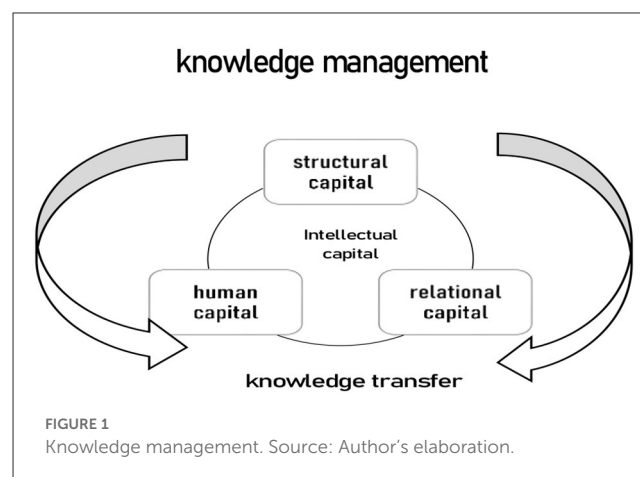 knowledge management
structural
capital
Intellectual
capital
human
capital
relational
capital
knowledge transfer
FIGURE 1
Knowledge management. Source: Author's elaboration.